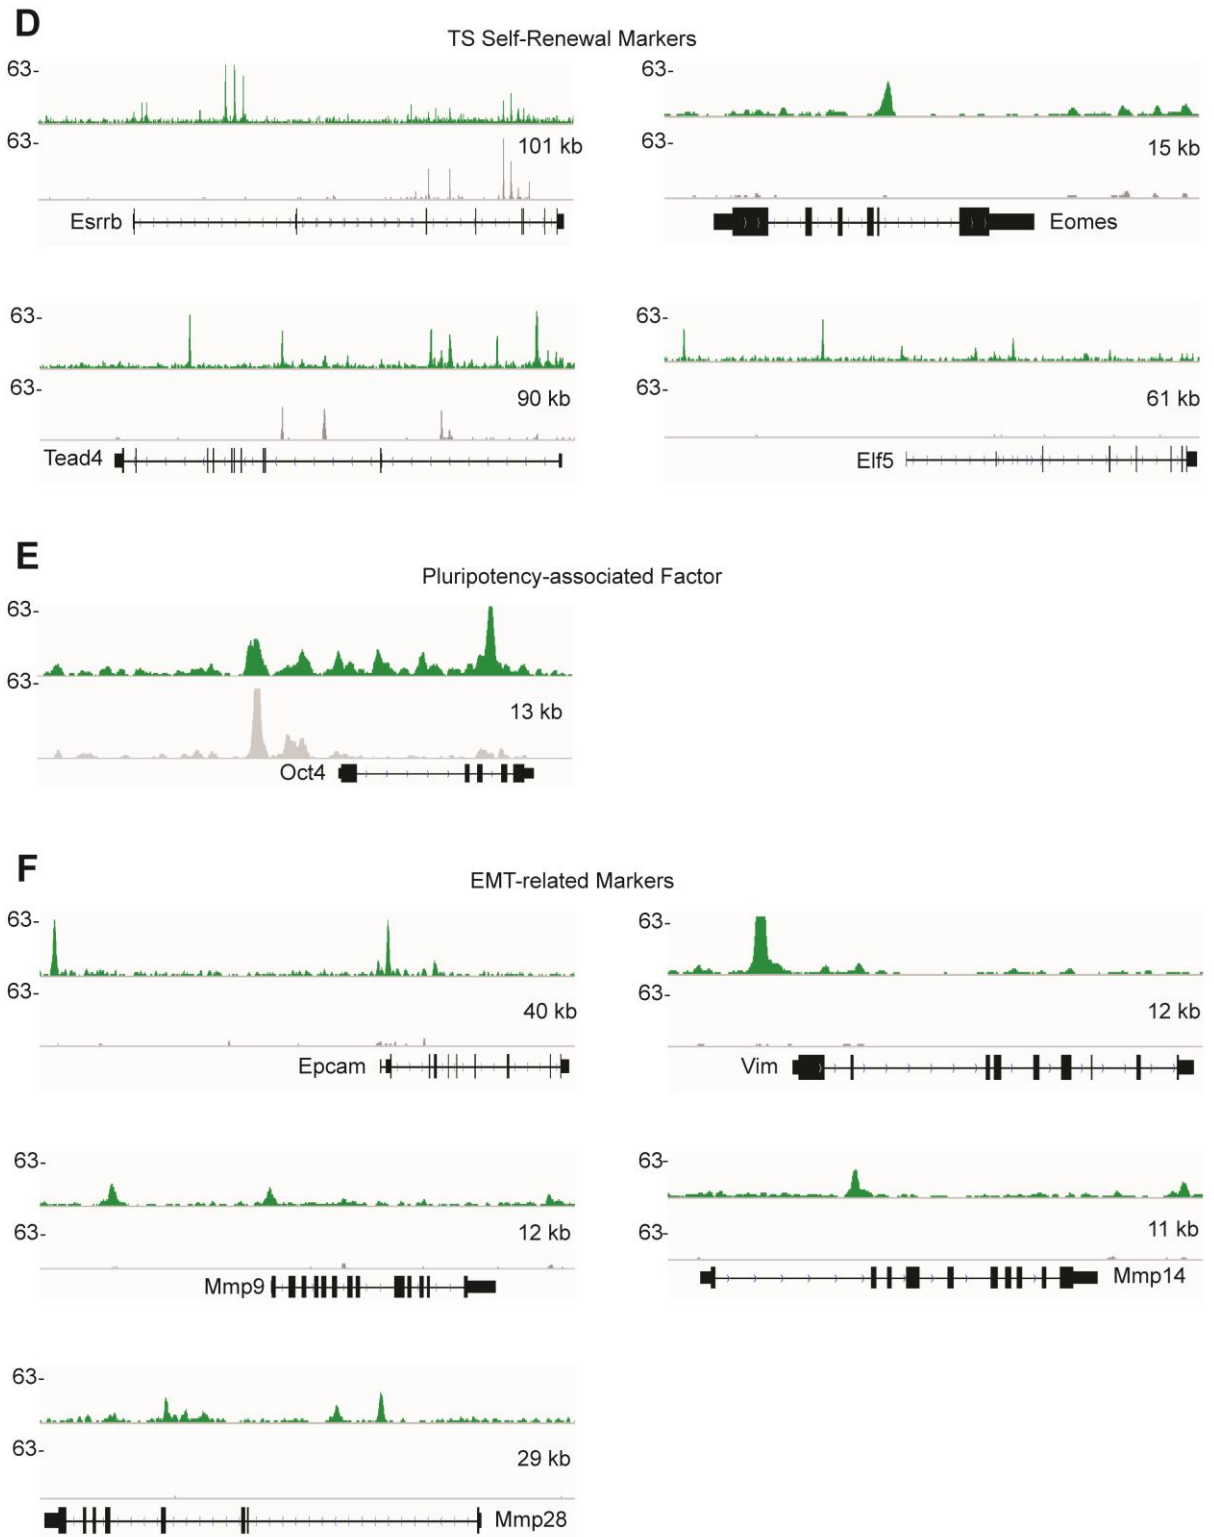 D
TS Self-Renewal Markers
63-
63-
101 kb
Esrrb
63-
63-
15 kb
Eomes
63-
63-
90 kb
Tead4
63-
63-
61 kb
Elf5
E
Pluripotency-associated Factor
63-
63-
13 kb
Oct4
F
EMT-related Markers
63-
63-
40 kb
Epcam
63-
63-
12 kb
Vim
63-
63-
12 kb
Mmp9
63-
63-
11 kb
Mmp14
63-
63-
29 kb
Mmp28